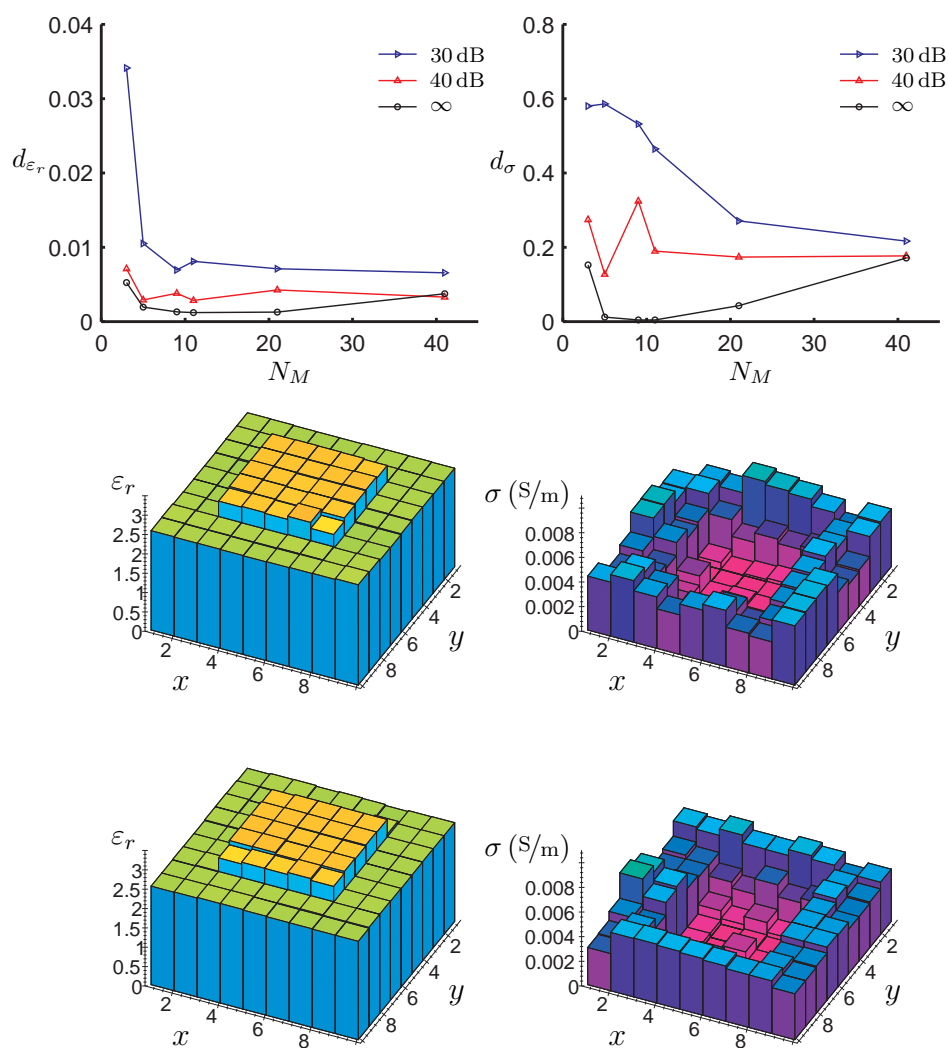 0.04
0.03
0.02
0.01
0
d_{ε_r}
0 10 20 30 40
N_M
30 dB
40 dB
∞
0.8
0.6
0.4
0.2
0
d_σ
0 10 20 30 40
N_M
30 dB
40 dB
∞
ε_r
3
2.5
2
1.5
1
0.5
0
2 4 6 8
x
2 4 6 8
y
σ (S/m)
0.008
0.006
0.004
0.002
0
2 4 6 8
x
2 4 6 8
y
ε_r
3
2.5
2
1.5
1
0.5
0
2 4 6 8
x
2 4 6 8
y
σ (S/m)
0.008
0.006
0.004
0.002
0
2 4 6 8
x
2 4 6 8
y